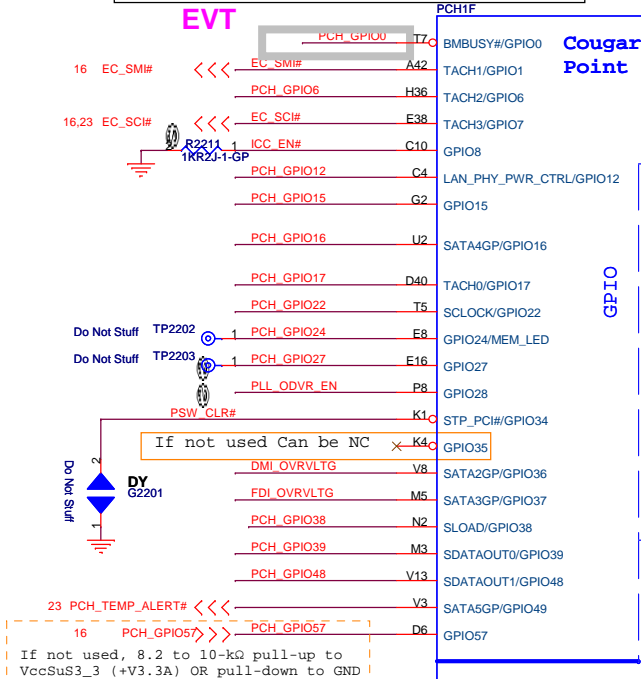 EVT
PCH1F
PCH_GPIO0 T7 BMBUSY#/GPIO0 Cougar
Point
16 EC_SMI# EC_SMI# A42 TACH1/GPIO1
PCH_GPIO6 H36 TACH2/GPIO6
16,23 EC_SCI# EC_SCI# E38 TACH3/GPIO7
R2211 1 ICC_EN# C10 GPIO8
1KR2J-1-GP
PCH_GPIO12 C4 LAN_PHY_PWR_CTRL/GPIO12
PCH_GPIO15 G2 GPIO15
PCH_GPIO16 U2 SATA4GP/GPIO16
GPIO
PCH_GPIO17 D40 TACH0/GPIO17
PCH_GPIO22 T5 SCLOCK/GPIO22
Do Not Stuff TP2202 1 PCH_GPIO24 E8 GPIO24/MEM_LED
Do Not Stuff TP2203 1 PCH_GPIO27 E16 GPIO27
PLL_ODVR_EN P8 GPIO28
PSW_CLR# K1 STP_PCI#/GPIO34
If not used Can be NC K4 GPIO35
2
Do Not Stuff
DY
G2201
1
DMI_OVRVLTG V8 SATA2GP/GPIO36
FDI_OVRVLTG M5 SATA3GP/GPIO37
PCH_GPIO38 N2 SLOAD/GPIO38
PCH_GPIO39 M3 SDATAOUT0/GPIO39
PCH_GPIO48 V13 SDATAOUT1/GPIO48
23 PCH_TEMP_ALERT# V3 SATA5GP/GPIO49
16 PCH_GPIO57 PCH_GPIO57 D6 GPIO57
If not used, 8.2 to 10-kΩ pull-up to
VccSuS3_3 (+V3.3A) OR pull-down to GND